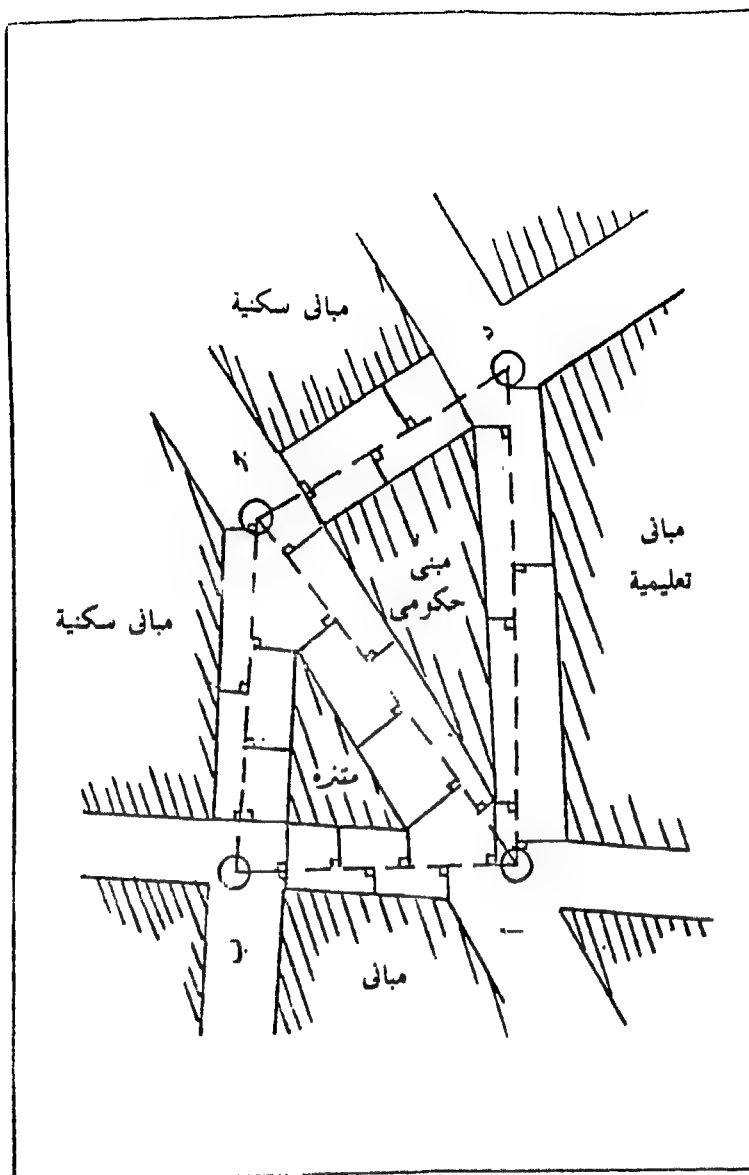 مبانى سكنية
د
مبنى
حكومى
مبانى
تعليمية
مبانى سكنية
متنزه
ا
ب
مبانى